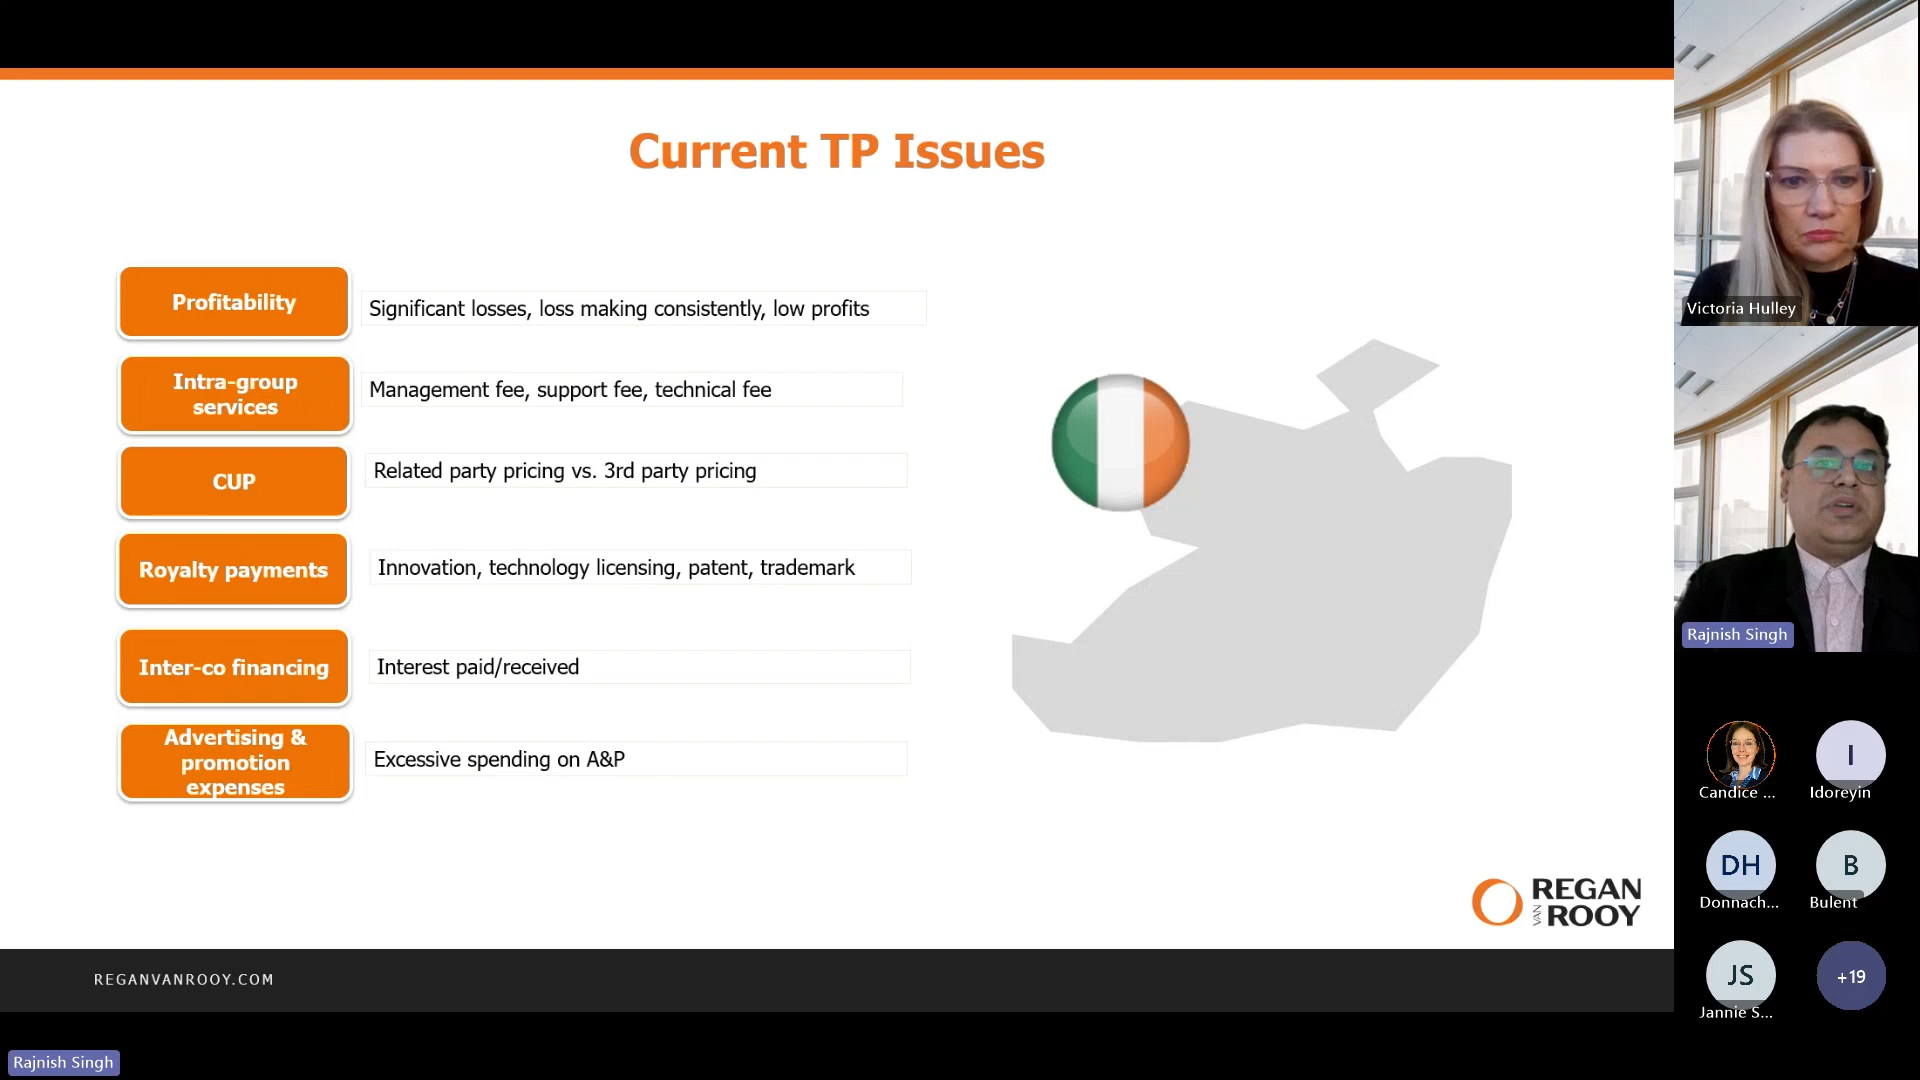 Current TP Issues
Profitability
Significant losses, loss making consistently, low profits
Intra-group
services
Management fee, support fee, technical fee
CUP
Related party pricing vs. 3rd party pricing
Royalty payments
Innovation, technology licensing, patent, trademark
Inter-co financing
Interest paid/received
Advertising &
promotion
expenses
Excessive spending on A&P
REGAN
VAN
ROOY
REGANVANROOY.COM
Rajnish Singh
Victoria Hulley
Rajnish Singh
Candice ...
I
Idoreyin
DH
Donnach...
B
Bulent
JS
Jannie S...
+19